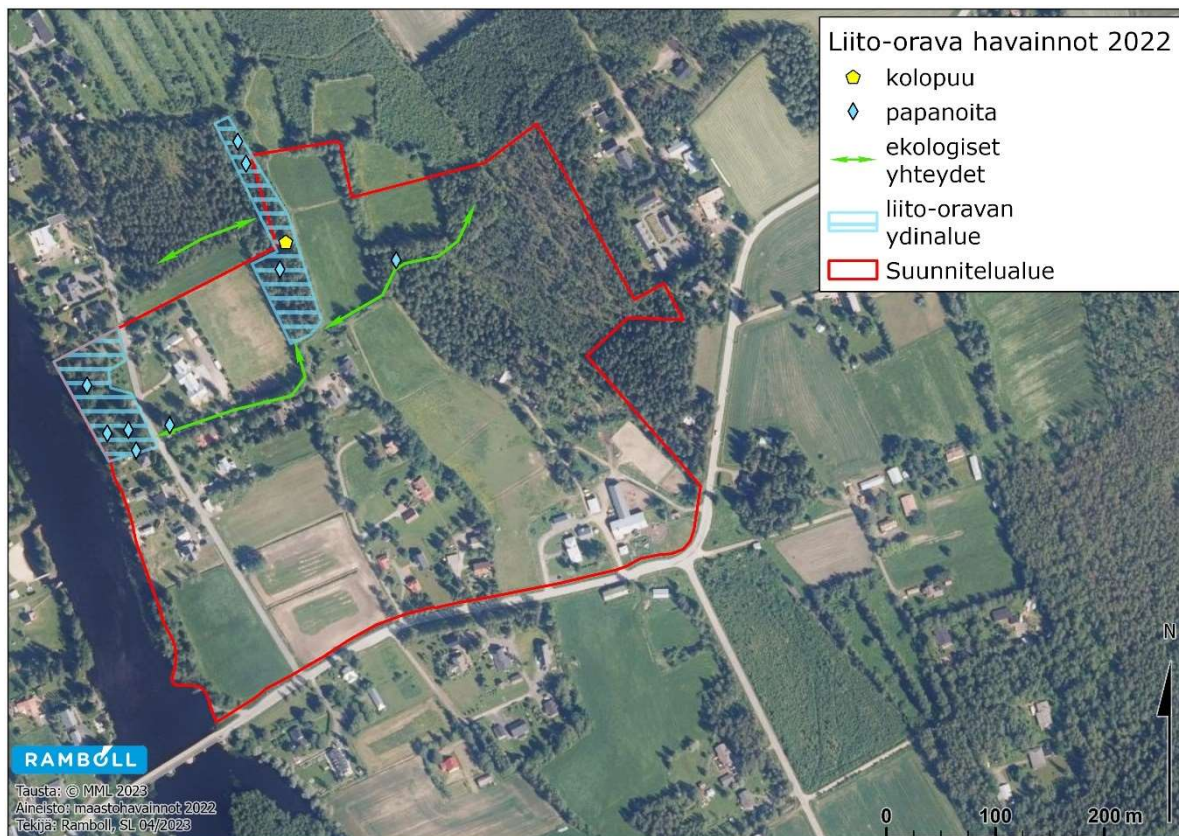 Liito-orava havainnot 2022
kolopuu
papanoita
ekologiset
yhteydet
liito-oravan
ydinalue
Suunnitelualue
N
RAMBOLL
Tausta: © MML 2023
Aineisto: maastohavainnot 2022
Tekijä: Ramboll, SL 04/2023
0 100 200 m